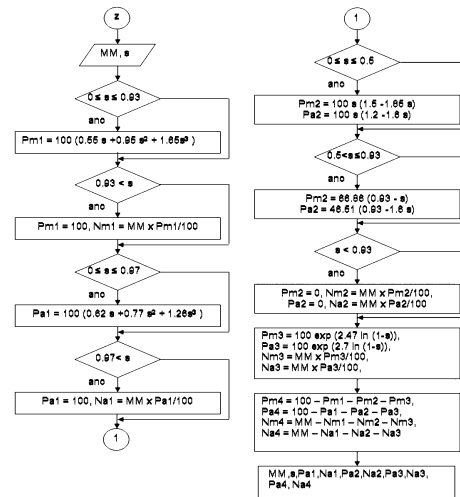 z
MM, s
0 ≤ s ≤ 0.93
ano
Pm1 = 100 (0.55 s +0.95 s² + 1.65s³ )
0.93 < s
ano
Pm1 = 100, Nm1 = MM x Pm1/100
0 ≤ s ≤ 0.97
ano
Pa1 = 100 (0.62 s +0.77 s² + 1.26s³ )
0.97< s
ano
Pa1 = 100, Na1 = MM x Pa1/100
1
1
0 ≤ s ≤ 0.5
ano
Pm2 = 100 s (1.5 -1.65 s)
Pa2 = 100 s (1.2 -1.6 s)
0.5<s≤0.93
ano
Pm2 = 66.86 (0.93 - s)
Pa2 = 46.51 (0.93 -1.6 s)
s < 0.93
ano
Pm2 = 0, Nm2 = MM x Pm2/100,
Pa2 = 0, Na2 = MM x Pa2/100
Pm3 = 100 exp (2.47 ln (1-s)),
Pa3 = 100 exp (2.7 ln (1-s)),
Nm3 = MM x Pm3/100,
Na3 = MM x Pa3/100,
Pm4 = 100 – Pm1 – Pm2 – Pm3,
Pa4 = 100 – Pa1 – Pa2 – Pa3,
Nm4 = MM – Nm1 – Nm2 – Nm3,
Na4 = MM – Na1 – Na2 – Na3
MM,s,Pa1,Na1,Pa2,Na2,Pa3,Na3,
Pa4, Na4